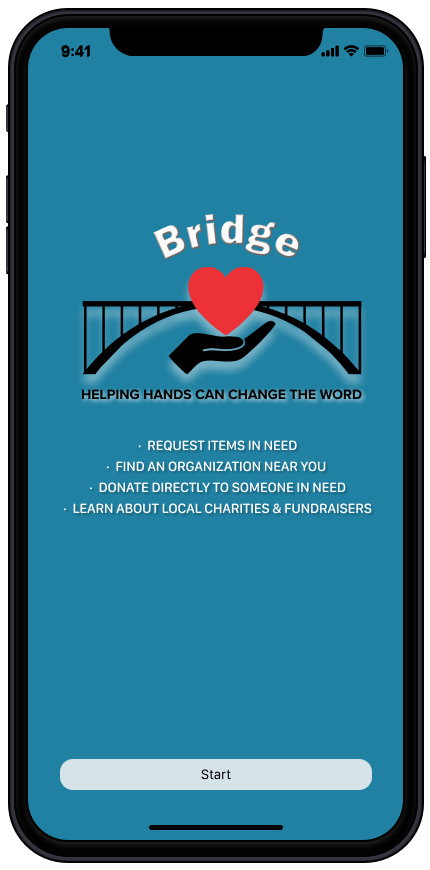 9:41
Bridge
HELPING HANDS CAN CHANGE THE WORD
· REQUEST ITEMS IN NEED
· FIND AN ORGANIZATION NEAR YOU
· DONATE DIRECTLY TO SOMEONE IN NEED
· LEARN ABOUT LOCAL CHARITIES & FUNDRAISERS
Start